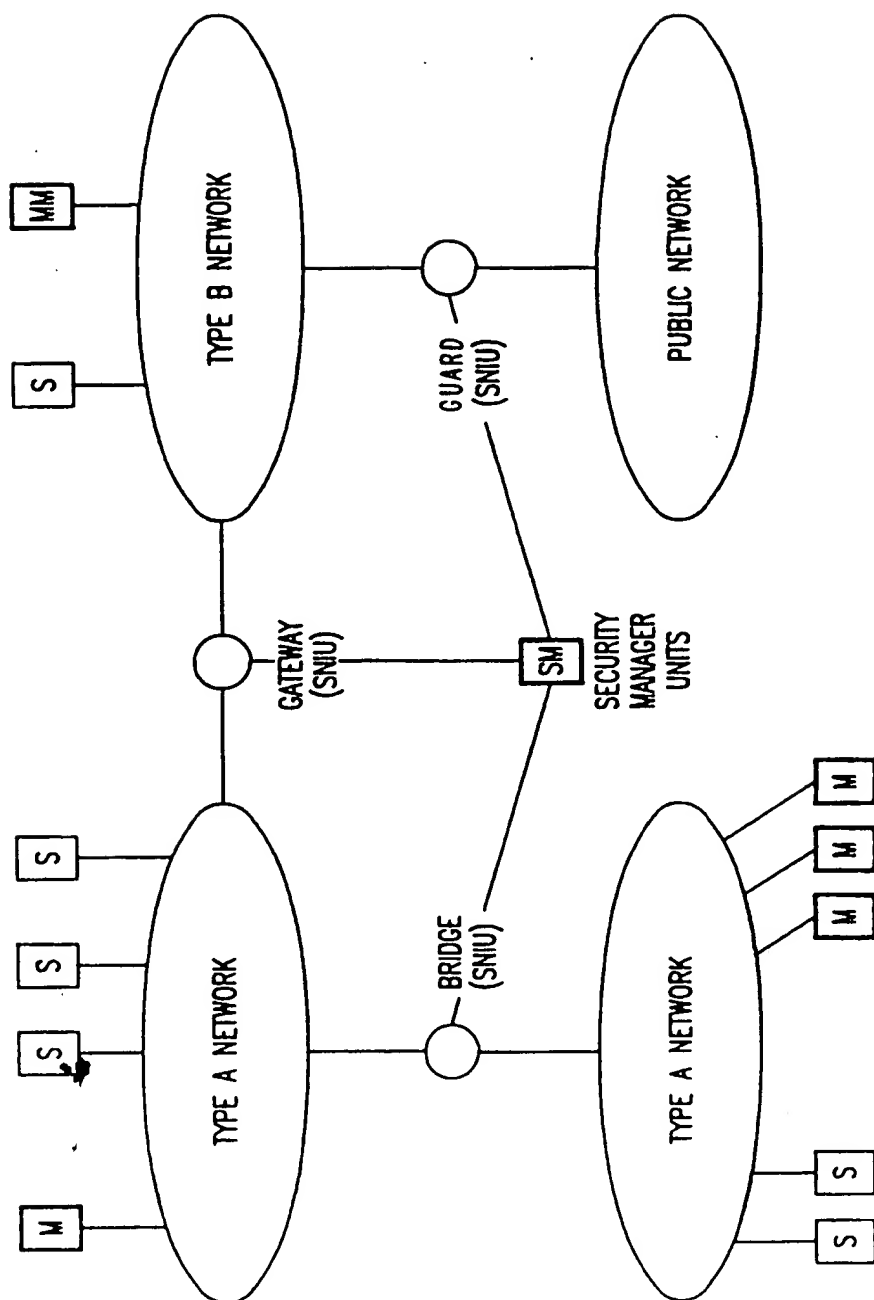 M
S
S
S
S
MM
TYPE A NETWORK
TYPE B NETWORK
GATEWAY
(SNIU)
BRIDGE
(SNIU)
GUARD
(SNIU)
SM
SECURITY
MANAGER
UNITS
TYPE A NETWORK
PUBLIC NETWORK
S
S
M
M
M